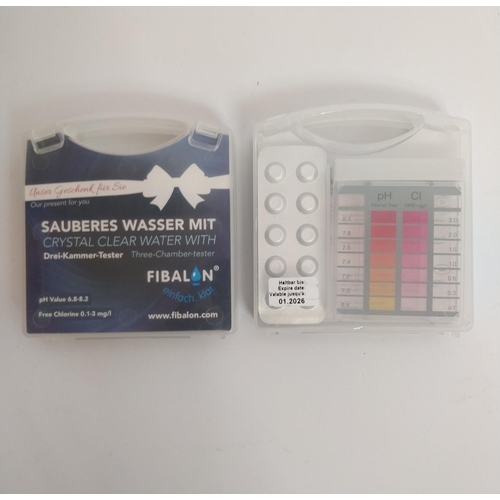 Unser Geschenk für Sie
Our present for you
SAUBERES WASSER MIT
CRYSTAL CLEAR WATER WITH
Drei-Kammer-Tester Three-Chamber-tester
FIBALON®
einfach. klar.
pH Value 6.8-8.2
Free Chlorine 0.1-3 mg/l
www.fibalon.com
pH Cl
Haltbar bis:
Expire date:
Valable jusqu'à:
01.2026